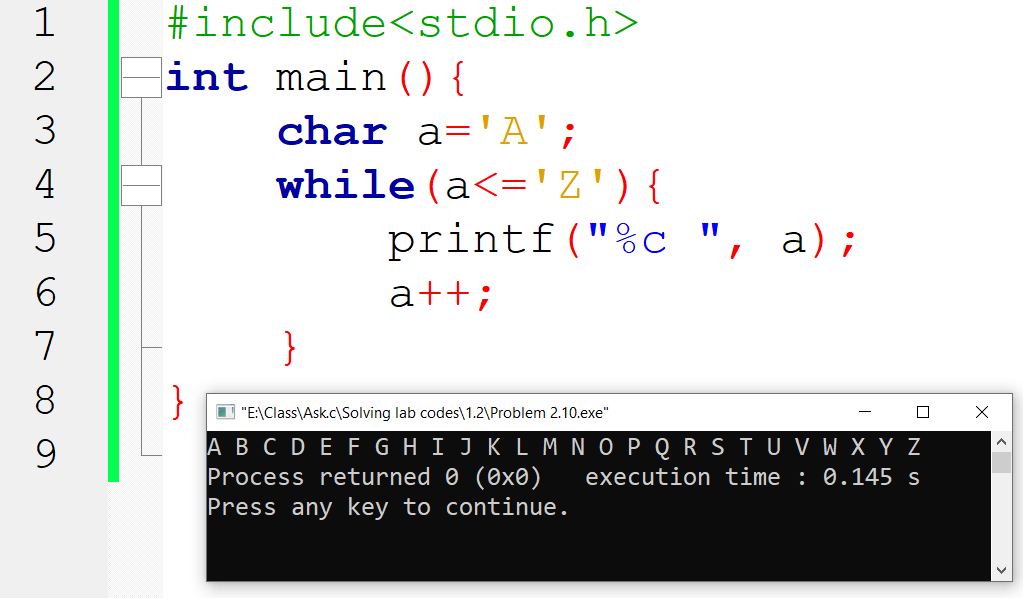 1 #include<stdio.h>
2 int main(){
3     char a='A';
4     while(a<='Z'){
5         printf("%c ", a);
6         a++;
7     }
8 }
9
"E:\Class\Ask.c\Solving lab codes\1.2\Problem 2.10.exe"
A B C D E F G H I J K L M N O P Q R S T U V W X Y Z
Process returned 0 (0x0)   execution time : 0.145 s
Press any key to continue.